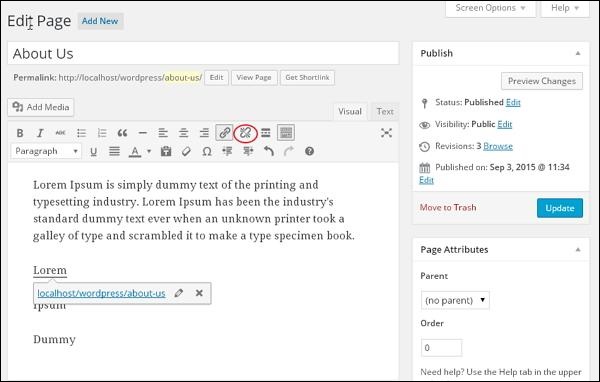 Screen Options Help
Edit Page Add New
About Us
Permalink: http://localhost/wordpress/about-us/ Edit View Page Get Shortlink
Add Media
Visual Text
B I ABC
Paragraph U A Ω
Lorem Ipsum is simply dummy text of the printing and
typesetting industry. Lorem Ipsum has been the industry's
standard dummy text ever when an unknown printer took a
galley of type and scrambled it to make a type specimen book.
Lorem
localhost/wordpress/about-us
Ipsum
Dummy
Publish
Preview Changes
Status: Published Edit
Visibility: Public Edit
Revisions: 3 Browse
Published on: Sep 3, 2015 @ 11:34
Edit
Move to Trash Update
Page Attributes
Parent
(no parent)
Order
0
Need help? Use the Help tab in the upper